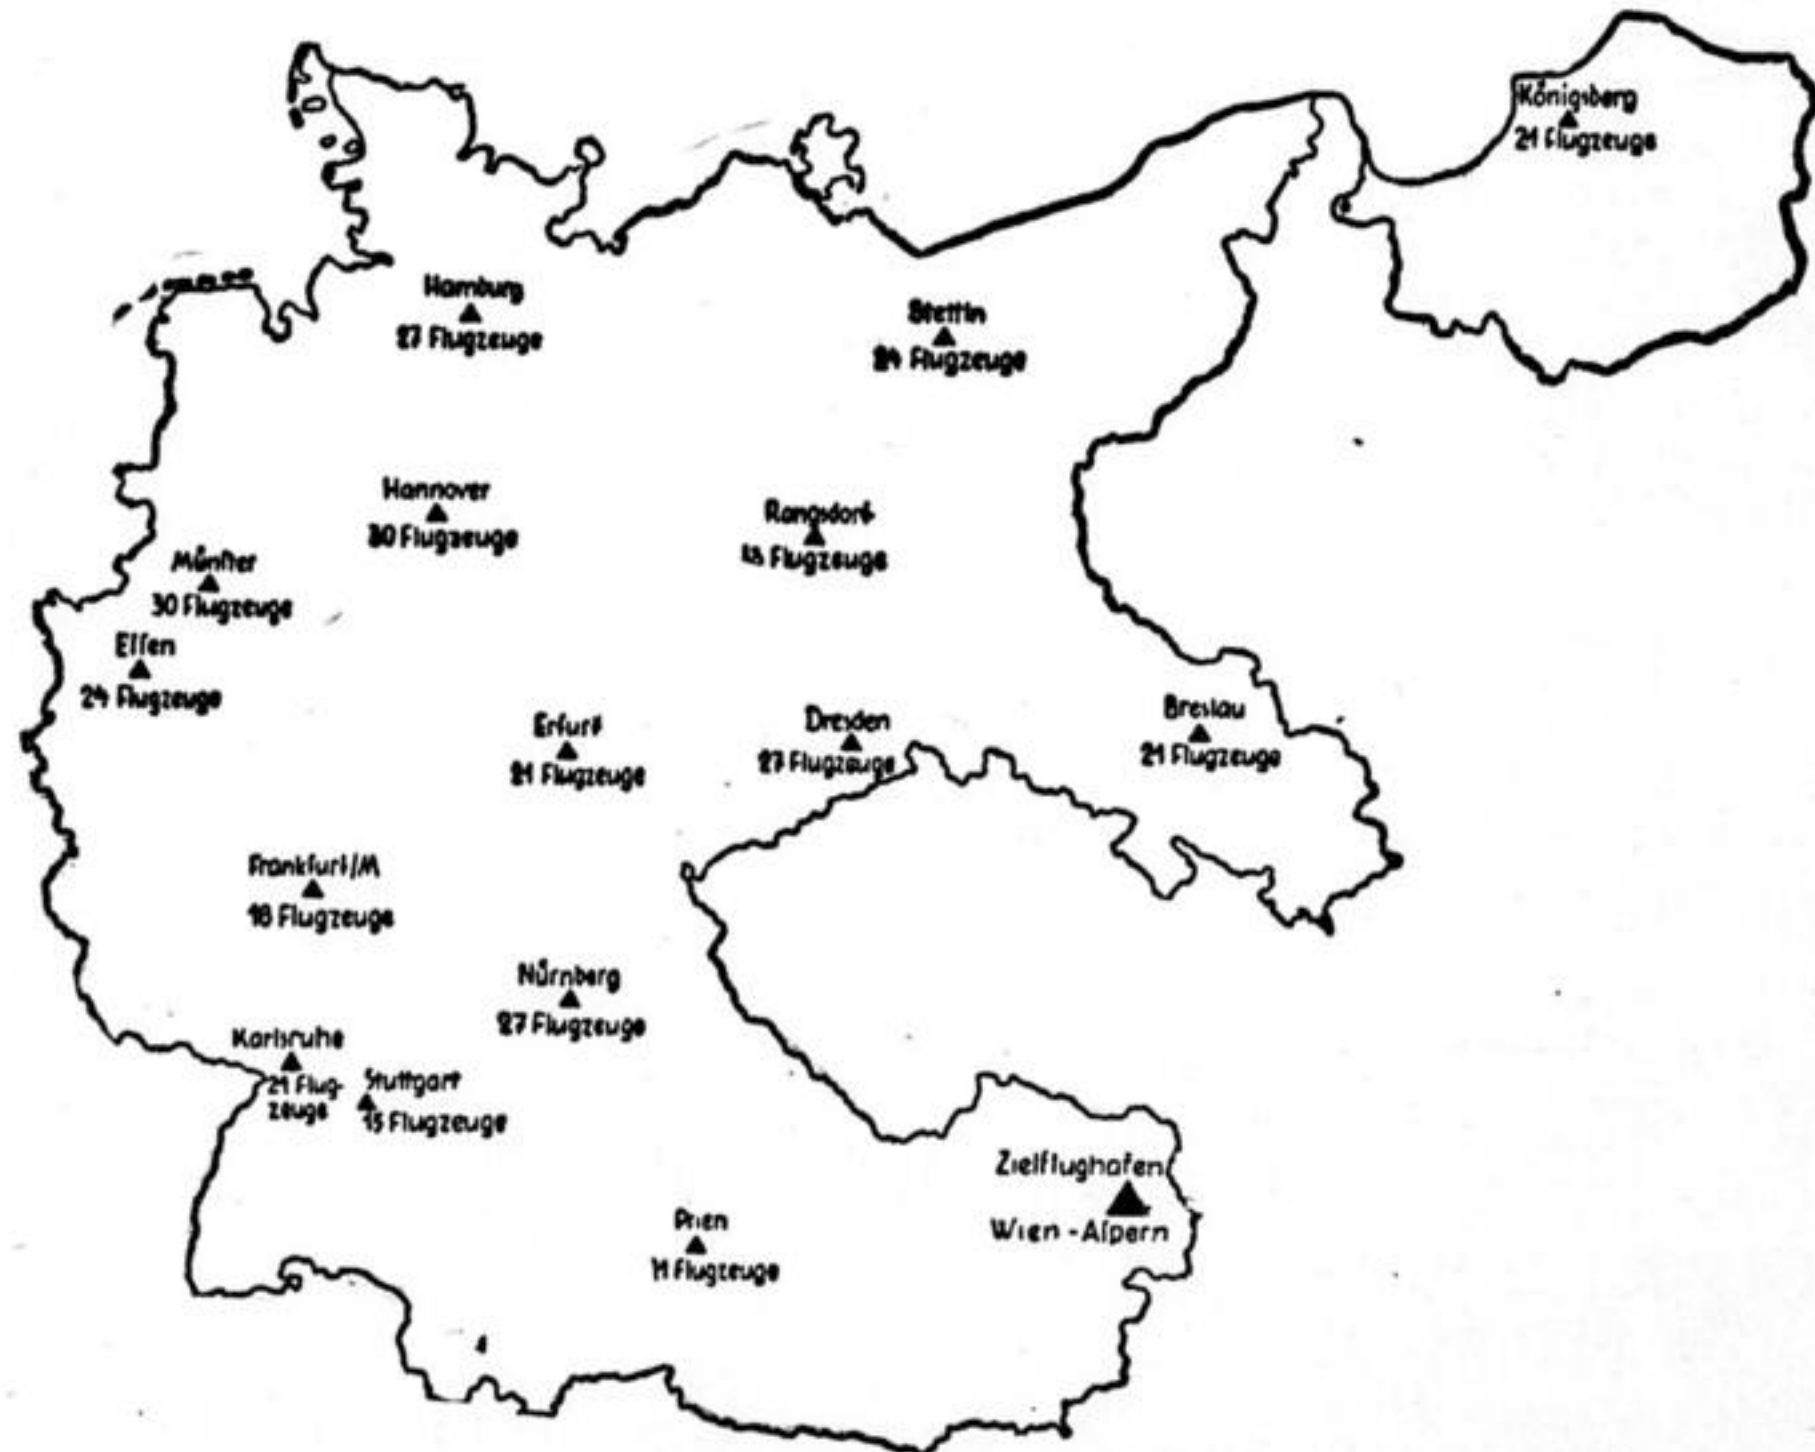 Königsberg
21 Flugzeuge
Hamburg
27 Flugzeuge
Stettin
24 Flugzeuge
Hannover
30 Flugzeuge
Rangsdorf
Flugzeuge
Münster
30 Flugzeuge
Essen
24 Flugzeuge
Erfurt
21 Flugzeuge
Dresden
27 Flugzeuge
Breslau
21 Flugzeuge
Frankfurt/M
18 Flugzeuge
Nürnberg
27 Flugzeuge
Karlsruhe
21 Flug-
zeuge
Stuttgart
15 Flugzeuge
Zielflughafen
Wien-Aspern
Prien
11 Flugzeuge